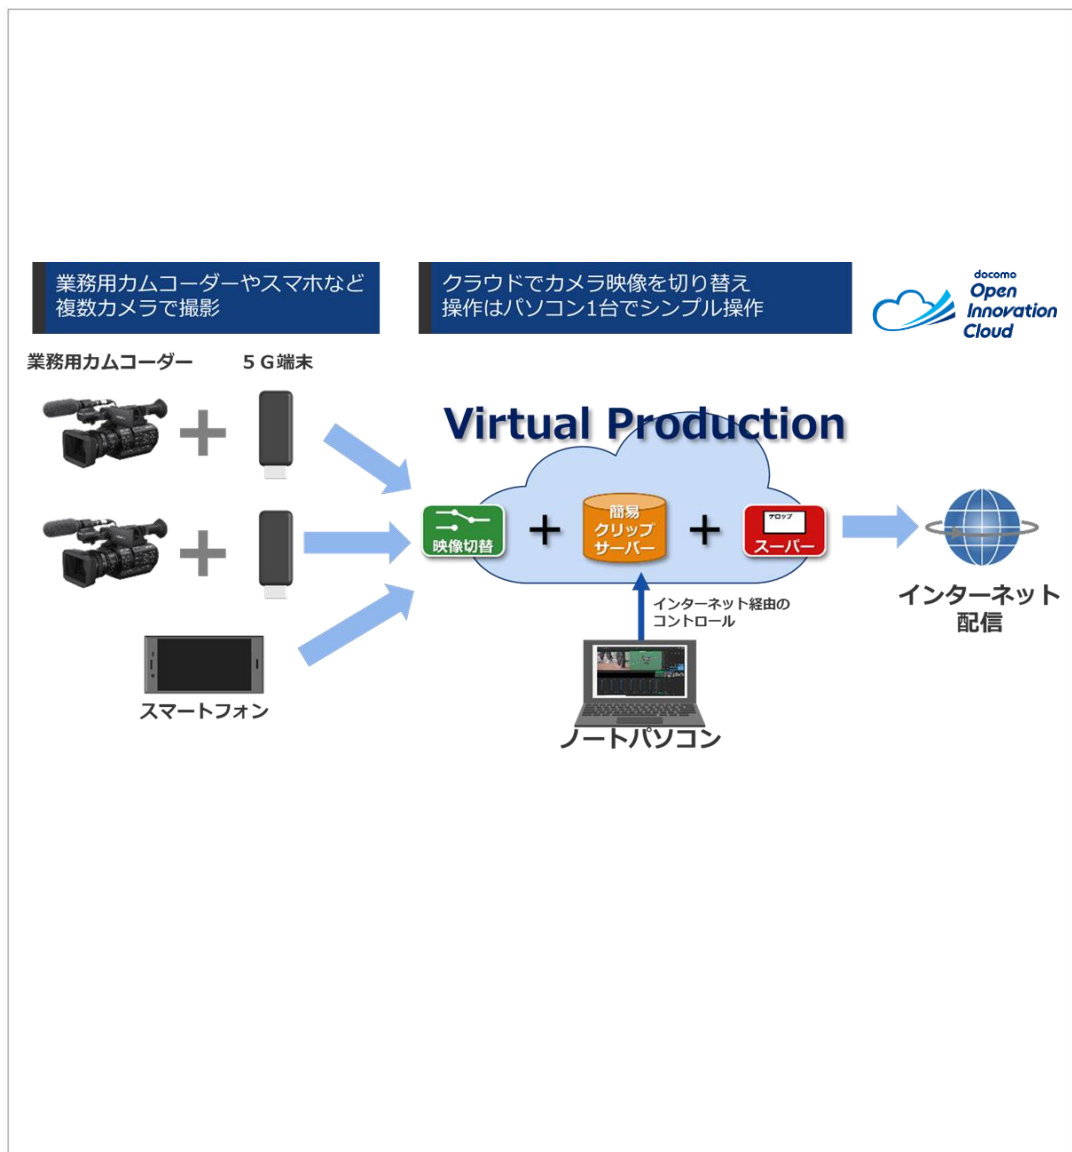 業務用カムコーダーやスマホなど
複数カメラで撮影
クラウドでカメラ映像を切り替え
操作はパソコン1台でシンプル操作
docomo
Open
Innovation
Cloud
業務用カムコーダー
5G端末
Virtual Production
映像切替
簡易
クリップ
サーバー
テロップ
スーパー
インターネット経由の
コントロール
インターネット
配信
スマートフォン
ノートパソコン